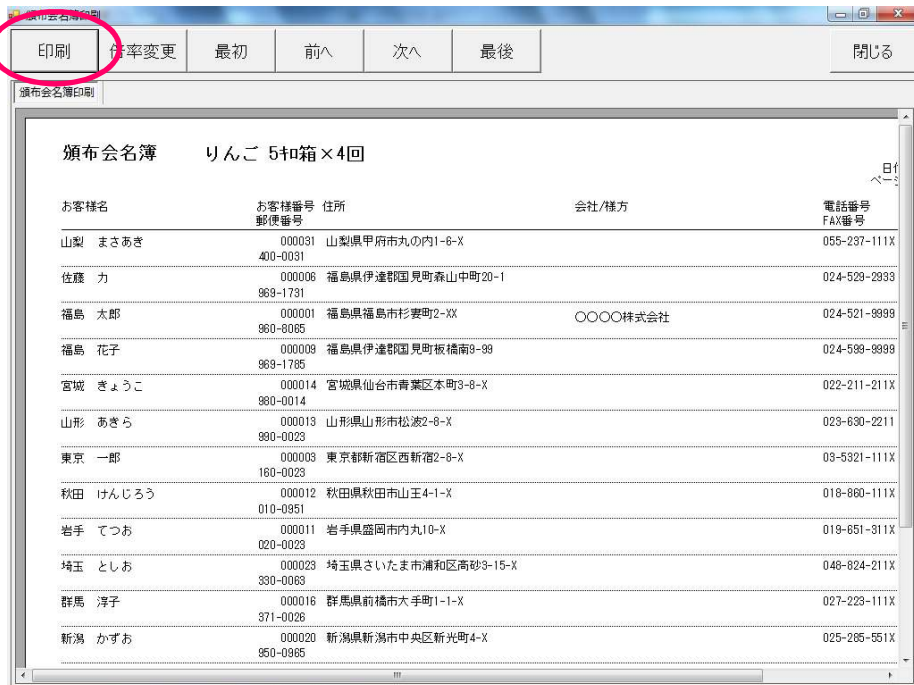 頒布会名簿印刷
印刷 倍率変更 最初 前へ 次へ 最後 閉じる
頒布会名簿印刷
頒布会名簿 りんご 5㌔箱×4回
お客様名 お客様番号 住所 会社/様方 電話番号
郵便番号 FAX番号
山梨 まさあき 000031 山梨県甲府市丸の内1-6-X 055-237-111X
400-0031
佐藤 力 000006 福島県伊達郡国見町森山中町20-1 024-529-2933
969-1731
福島 太郎 000001 福島県福島市杉妻町2-XX 〇〇〇〇株式会社 024-521-9999
960-8065
福島 花子 000009 福島県伊達郡国見町板橋南9-99 024-599-9999
969-1785
宮城 きょうこ 000014 宮城県仙台市青葉区本町3-8-X 022-211-211X
980-0014
山形 あきら 000013 山形県山形市松波2-8-X 023-630-2211
990-0023
東京 一郎 000003 東京都新宿区西新宿2-8-X 03-5321-111X
160-0023
秋田 けんじろう 000012 秋田県秋田市山王4-1-X 018-860-111X
010-0951
岩手 てつお 000011 岩手県盛岡市内丸10-X 019-651-311X
020-0023
埼玉 としお 000023 埼玉県さいたま市浦和区高砂3-15-X 048-824-211X
330-0063
群馬 淳子 000016 群馬県前橋市大手町1-1-X 027-223-111X
371-0026
新潟 かずお 000020 新潟県新潟市中央区新光町4-X 025-285-551X
950-0965